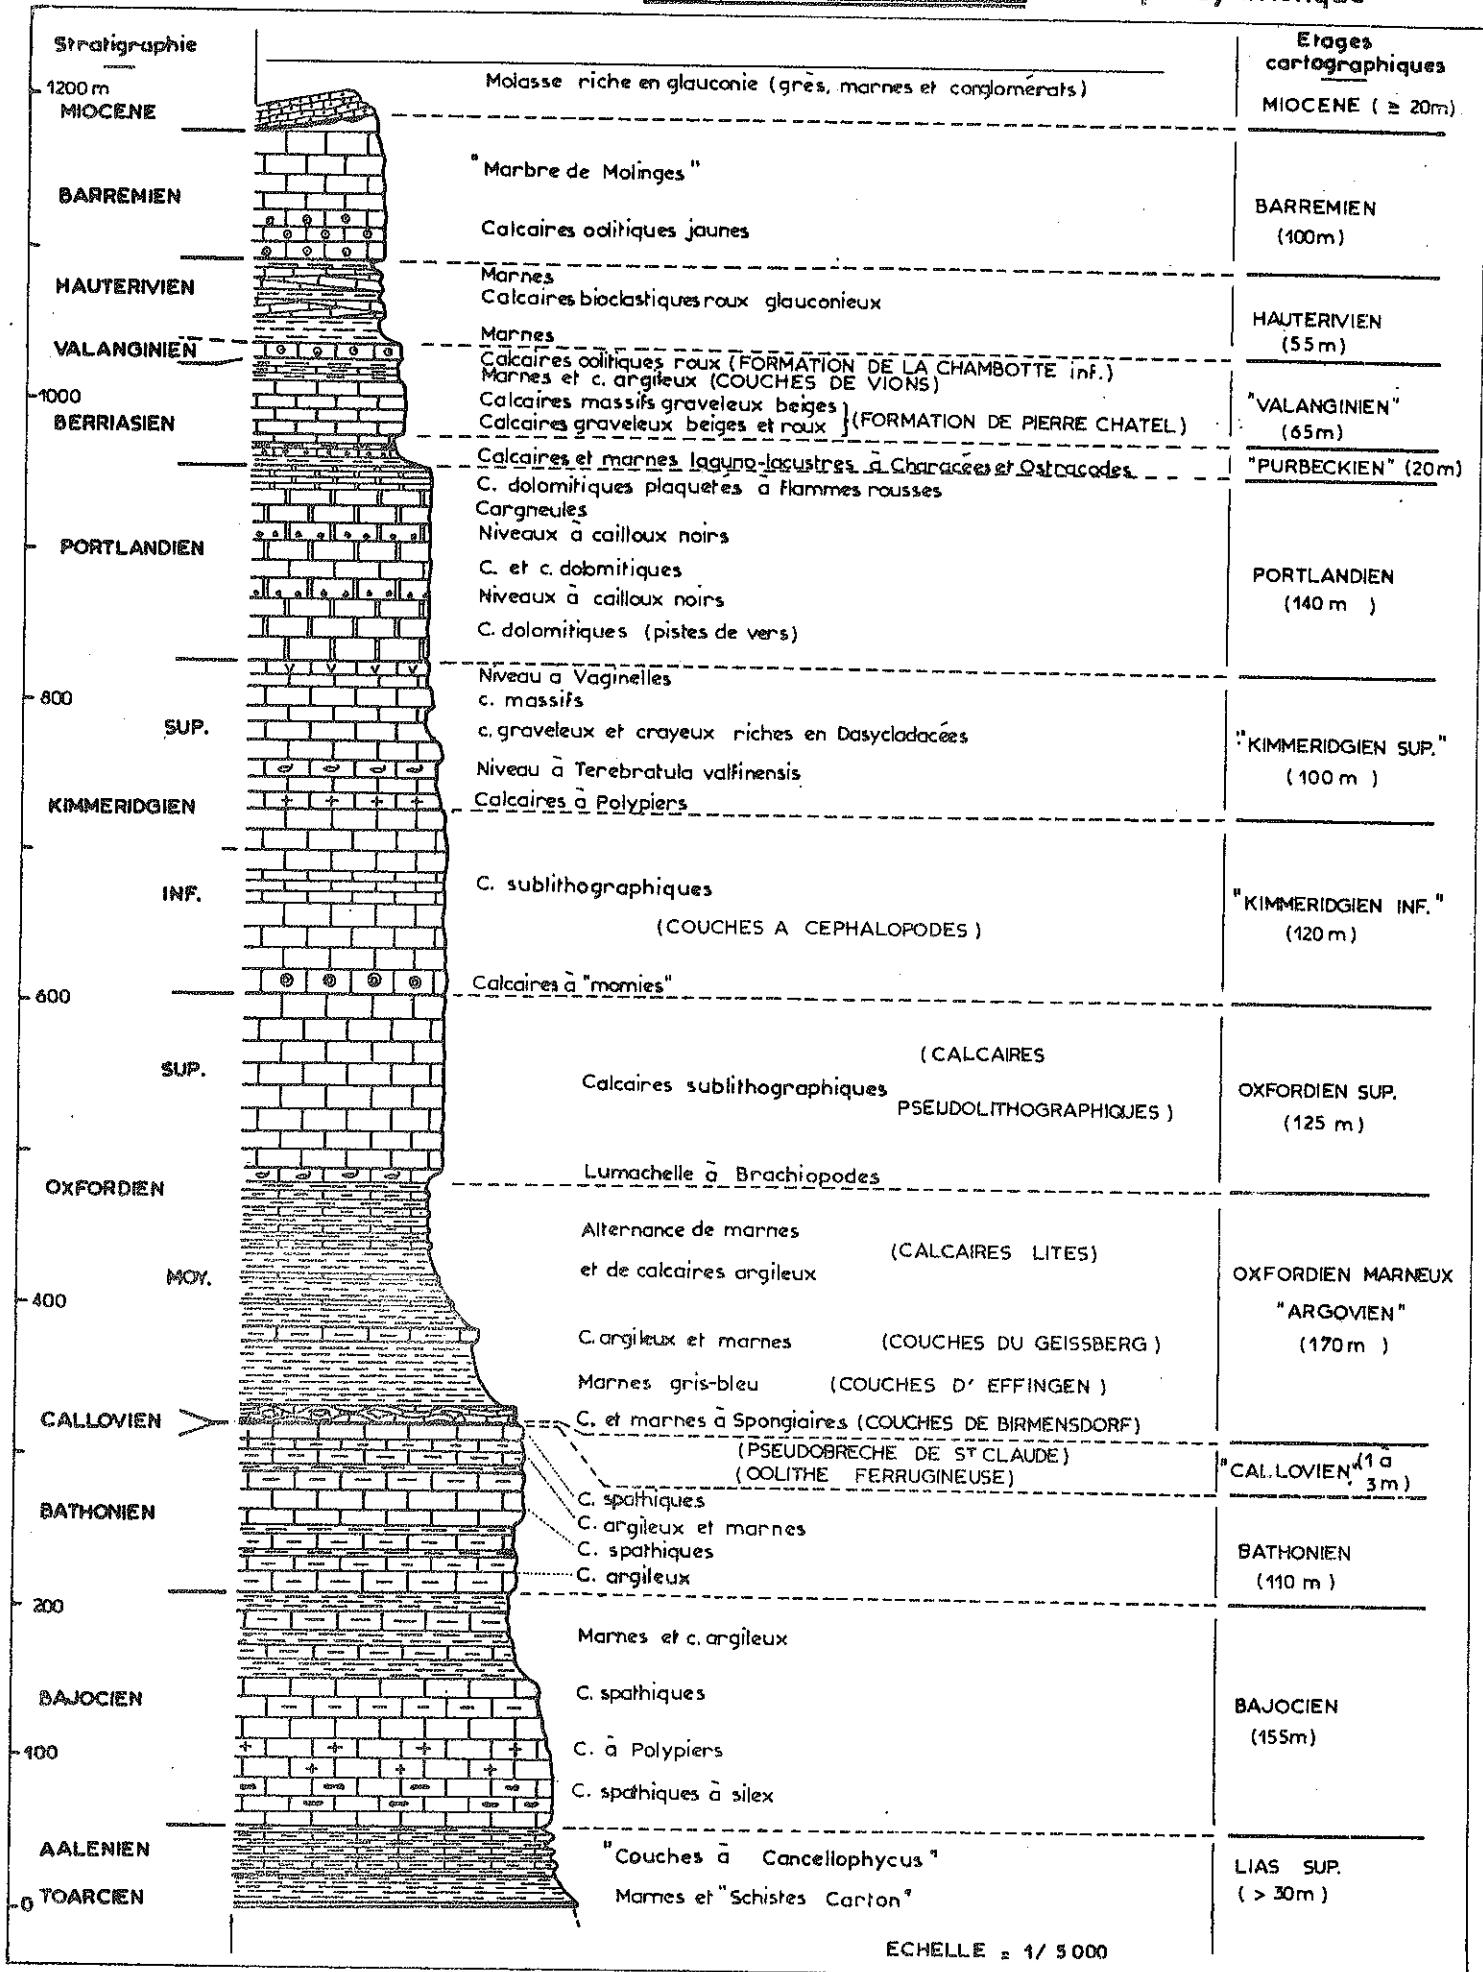 Stratigraphie
Etages
cartographiques
1200 m
Molasse riche en glauconie (grès, marnes et conglomérats)
MIOCENE
MIOCENE ( ≥ 20m)
"Marbre de Molinges"
BARREMIEN
BARREMIEN
(100m)
Calcaires oolitiques jaunes
Marnes
HAUTERIVIEN
Calcaires bioclastiques roux glauconieux
HAUTERIVIEN
(55m)
Marnes
VALANGINIEN
Calcaires oolitiques roux (FORMATION DE LA CHAMBOTTE inf.)
Marnes et c. argileux (COUCHES DE VIONS)
1000
Calcaires massifs graveleux beiges
BERRIASIEN
Calcaires graveleux beiges et roux } (FORMATION DE PIERRE CHATEL)
"VALANGINIEN"
(65m)
Calcaires et marnes laguno-lacustres à Characées et Ostracodes
"PURBECKIEN" (20m)
C. dolomitiques plaquetes à flammes rousses
Cargneules
Niveaux à cailloux noirs
PORTLANDIEN
C. et c. dobmitiques
PORTLANDIEN
(140 m )
Niveaux à cailloux noirs
C. dolomitiques (pistes de vers)
Niveau a Vaginelles
800
c. massifs
SUP.
c. graveleux et crayeux riches en Dasycladacées
"KIMMERIDGIEN SUP."
(100 m )
Niveau à Terebratula valfinensis
KIMMERIDGIEN
Calcaires à Polypiers
INF.
C. sublithographiques
"KIMMERIDGIEN INF."
(COUCHES A CEPHALOPODES )
(120 m)
Calcaires à "momies"
600
SUP.
(CALCAIRES
Calcaires sublithographiques
PSEUDOLITHOGRAPHIQUES )
OXFORDIEN SUP.
(125 m)
Lumachelle à Brachiopodes
OXFORDIEN
Alternance de marnes
(CALCAIRES LITES)
et de calcaires argileux
MOY.
OXFORDIEN MARNEUX
400
"ARGOVIEN"
(170m )
C. argileux et marnes (COUCHES DU GEISSBERG )
Marnes gris-bleu (COUCHES D' EFFINGEN )
CALLOVIEN
C. et marnes à Spongiaires (COUCHES DE BIRMENSDORF)
(PSEUDOBRECHE DE ST CLAUDE)
(OOLITHE FERRUGINEUSE)
"CALLOVIEN" (1 à
3m)
C. spathiques
BATHONIEN
C. argileux et marnes
C. spathiques
BATHONIEN
(110 m )
C. argileux
200
Marnes et c. argileux
BAJOCIEN
C. spathiques
BAJOCIEN
(155m)
100
C. à Polypiers
C. spathiques à silex
AALENIEN
"Couches à Cancellophycus"
LIAS SUP.
( > 30m )
0
TOARCIEN
Marnes et "Schistes Carton"
ECHELLE = 1/ 5000